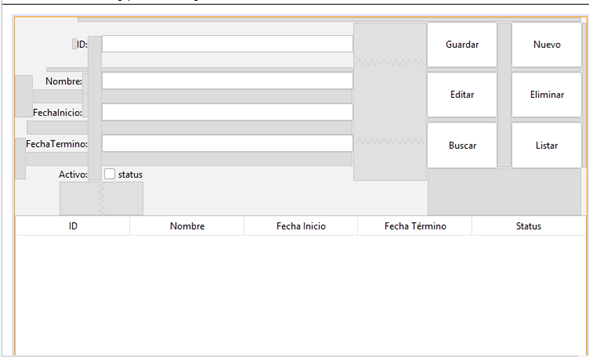 ID:
Guardar Nuevo
Nombre:
Editar Eliminar
FechaInicio:
FechaTermino:
Buscar Listar
Activo: status
ID Nombre Fecha Inicio Fecha Término Status